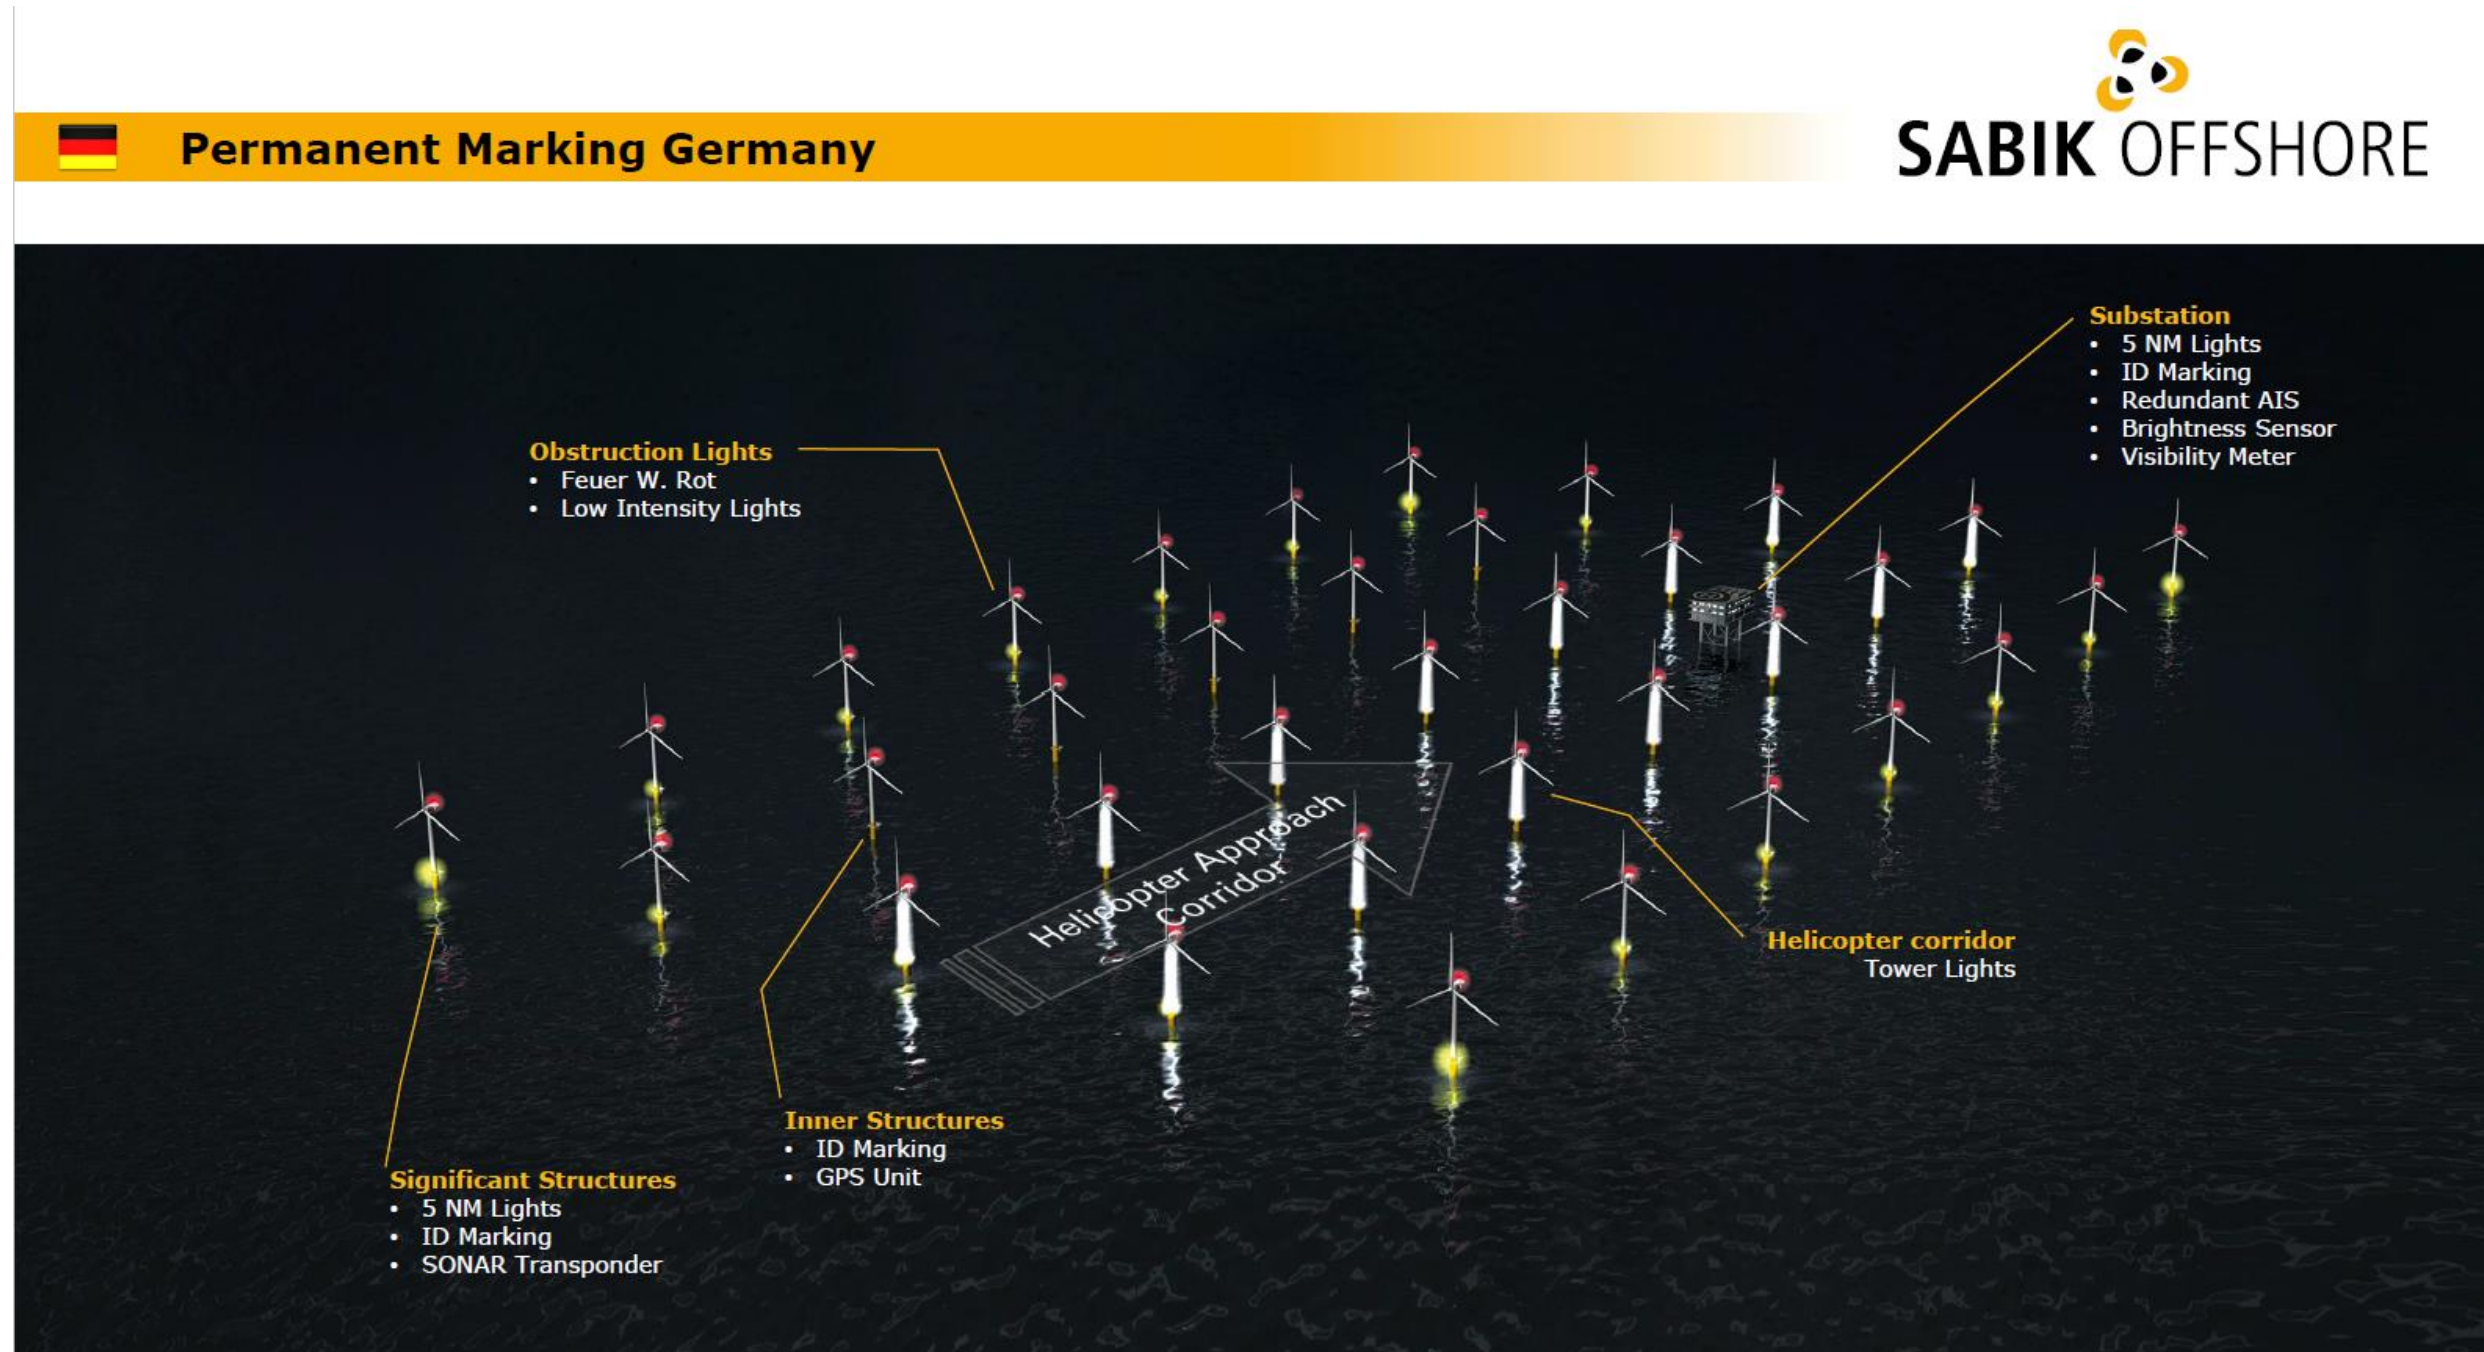 SABIK OFFSHORE
Permanent Marking Germany
Substation
• 5 NM Lights
• ID Marking
• Redundant AIS
• Brightness Sensor
• Visibility Meter
Obstruction Lights
• Feuer W. Rot
• Low Intensity Lights
Helicopter Approach
Corridor
Helicopter corridor
Tower Lights
Inner Structures
• ID Marking
• GPS Unit
Significant Structures
• 5 NM Lights
• ID Marking
• SONAR Transponder